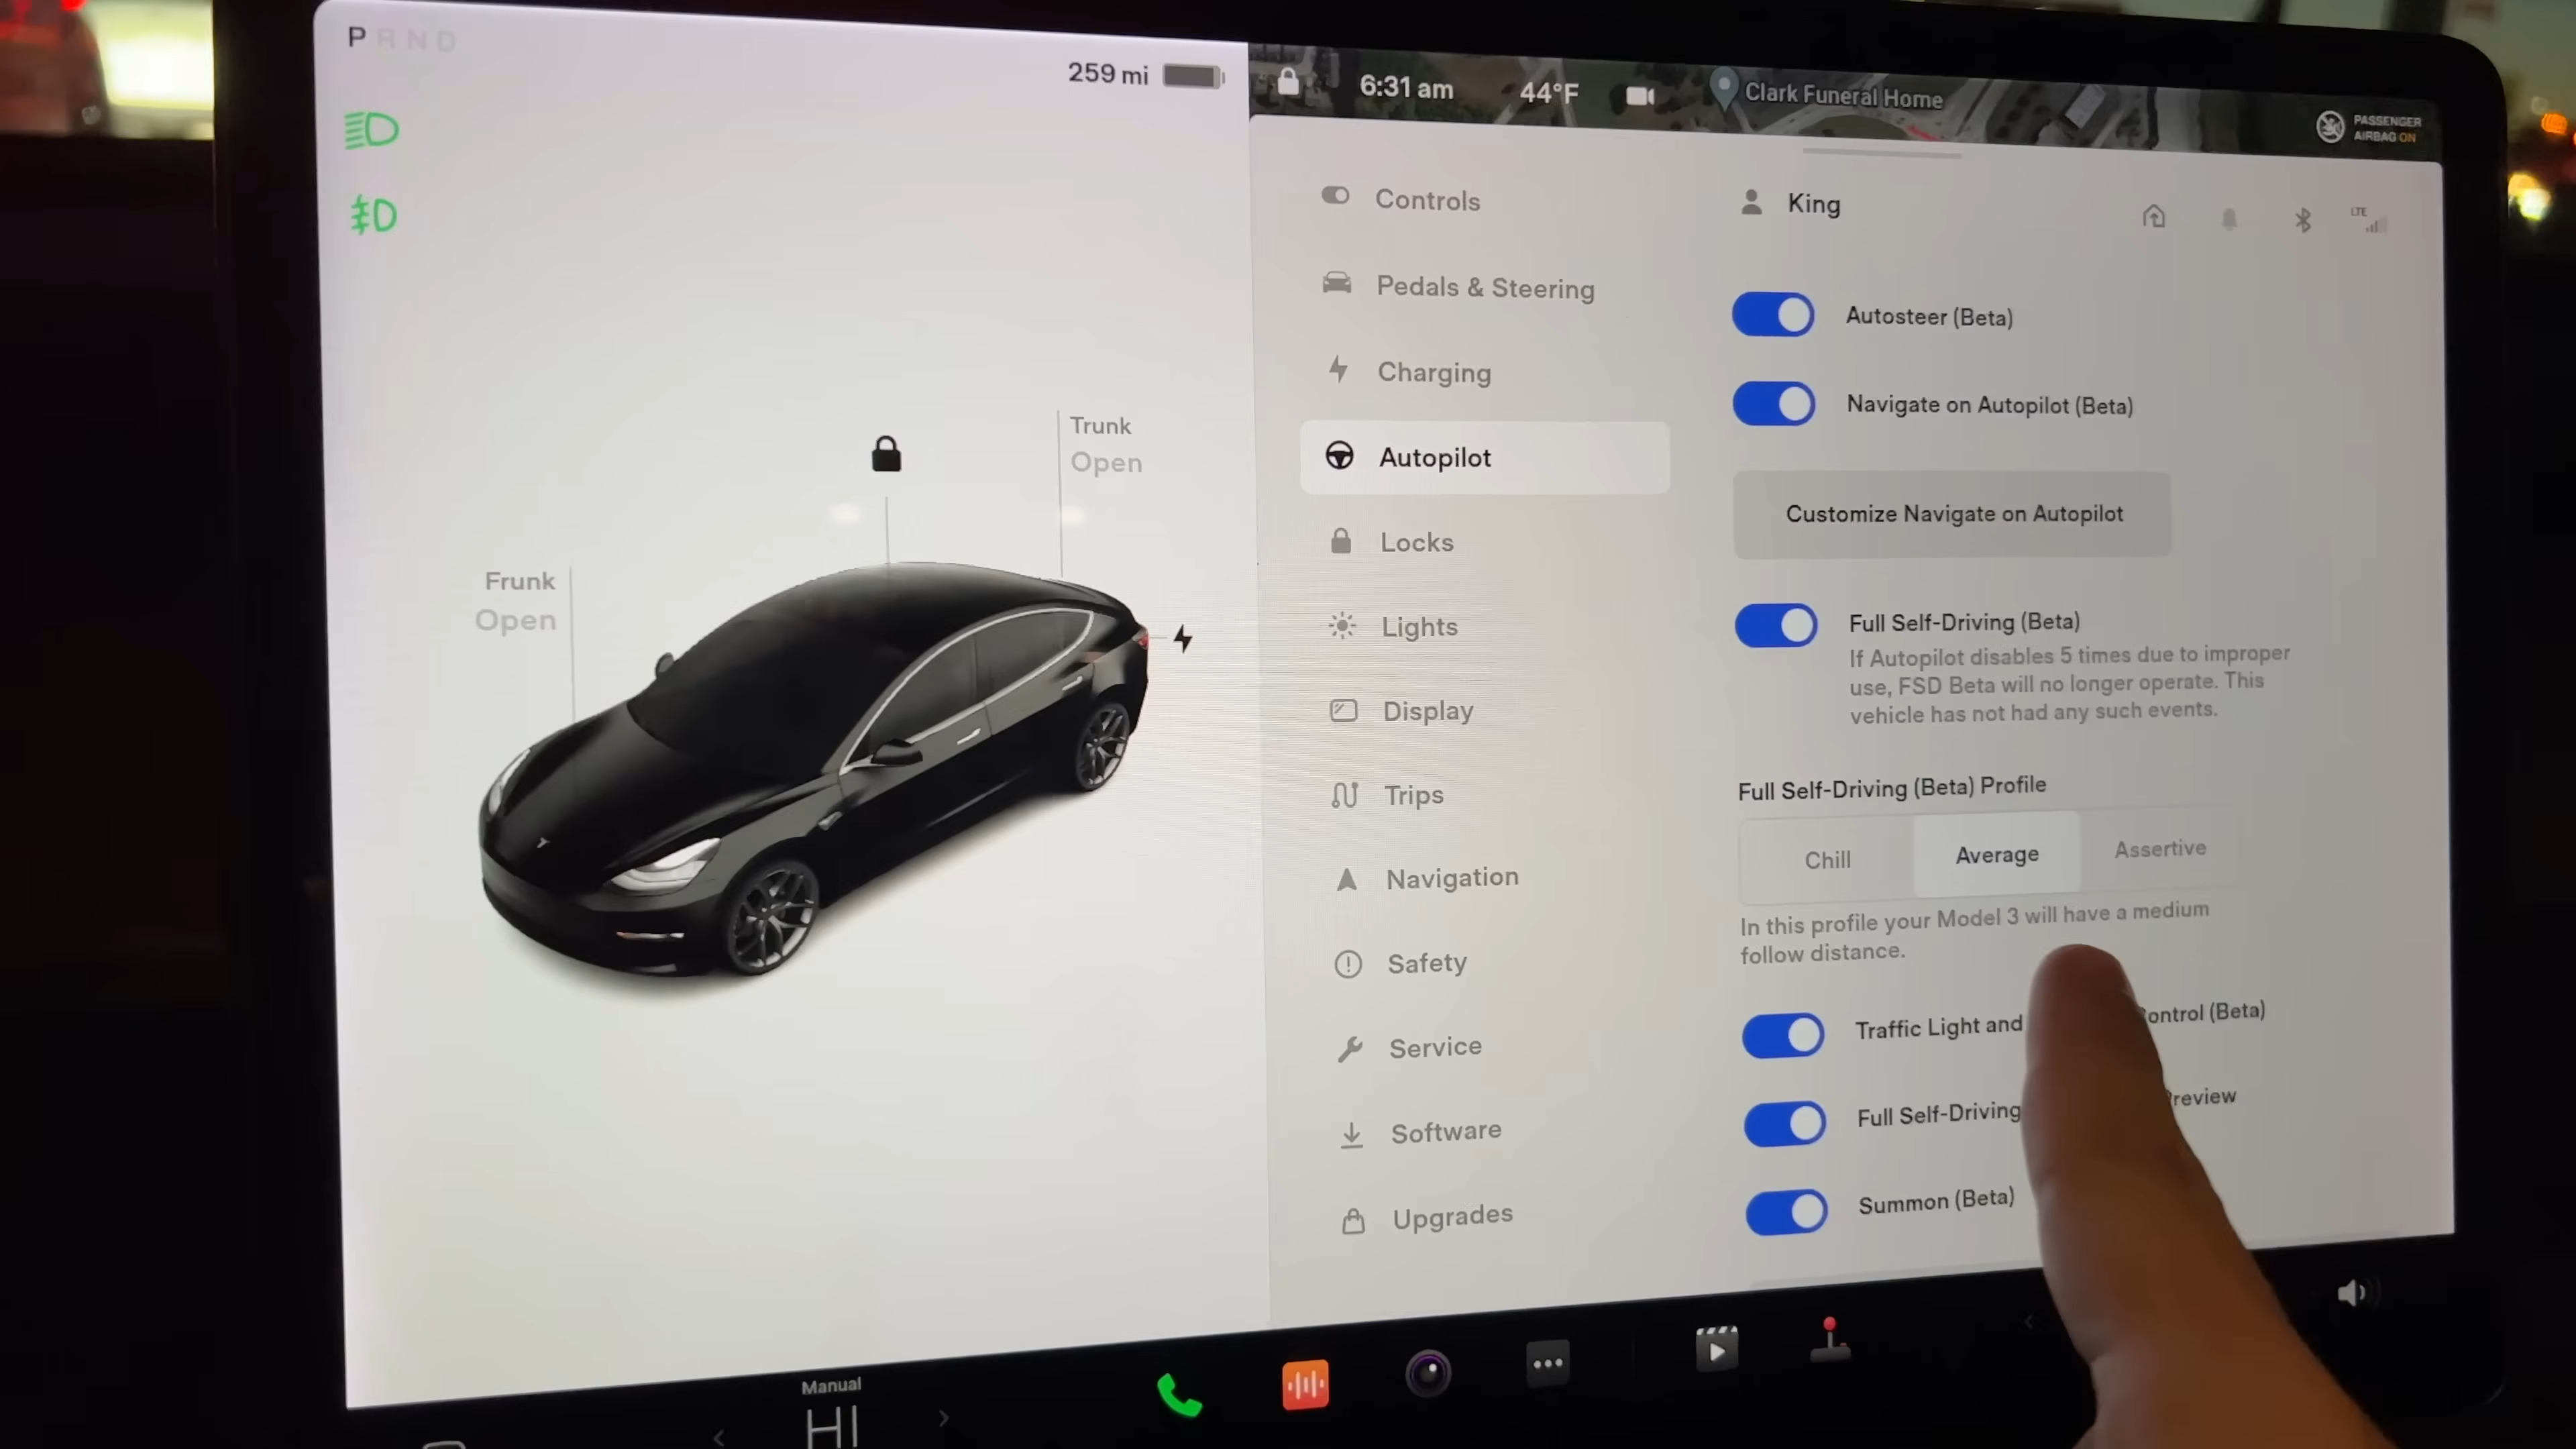 P R N D
259 mi
6:31 am
44°F
Clark Funeral Home
PASSENGER
AIRBAG ON
Trunk
Open
Frunk
Open
Controls
Pedals & Steering
Charging
Autopilot
Locks
Lights
Display
Trips
Navigation
Safety
Service
Software
Upgrades
King
LTE
Autosteer (Beta)
Navigate on Autopilot (Beta)
Customize Navigate on Autopilot
Full Self-Driving (Beta)
If Autopilot disables 5 times due to improper
use, FSD Beta will no longer operate. This
vehicle has not had any such events.
Full Self-Driving (Beta) Profile
Chill
Average
Assertive
In this profile your Model 3 will have a medium
follow distance.
Traffic Light and ontrol (Beta)
Full Self-Driving review
Summon (Beta)
Manual
HI